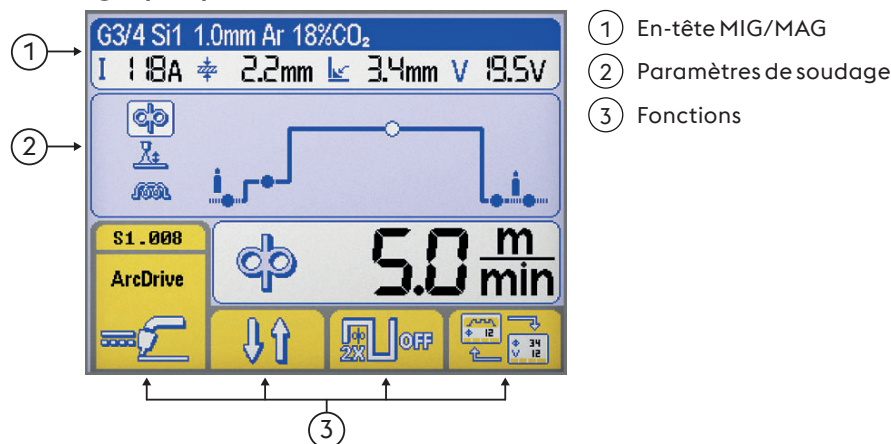 G3/4 Si1 1.0mm Ar 18%CO₂
I 118A 2.2mm 3.4mm V 19.5V
1
2
S1.008
ArcDrive
5.0 m/min
2X OFF
12
34
V 12
3
1 En-tête MIG/MAG
2 Paramètres de soudage
3 Fonctions